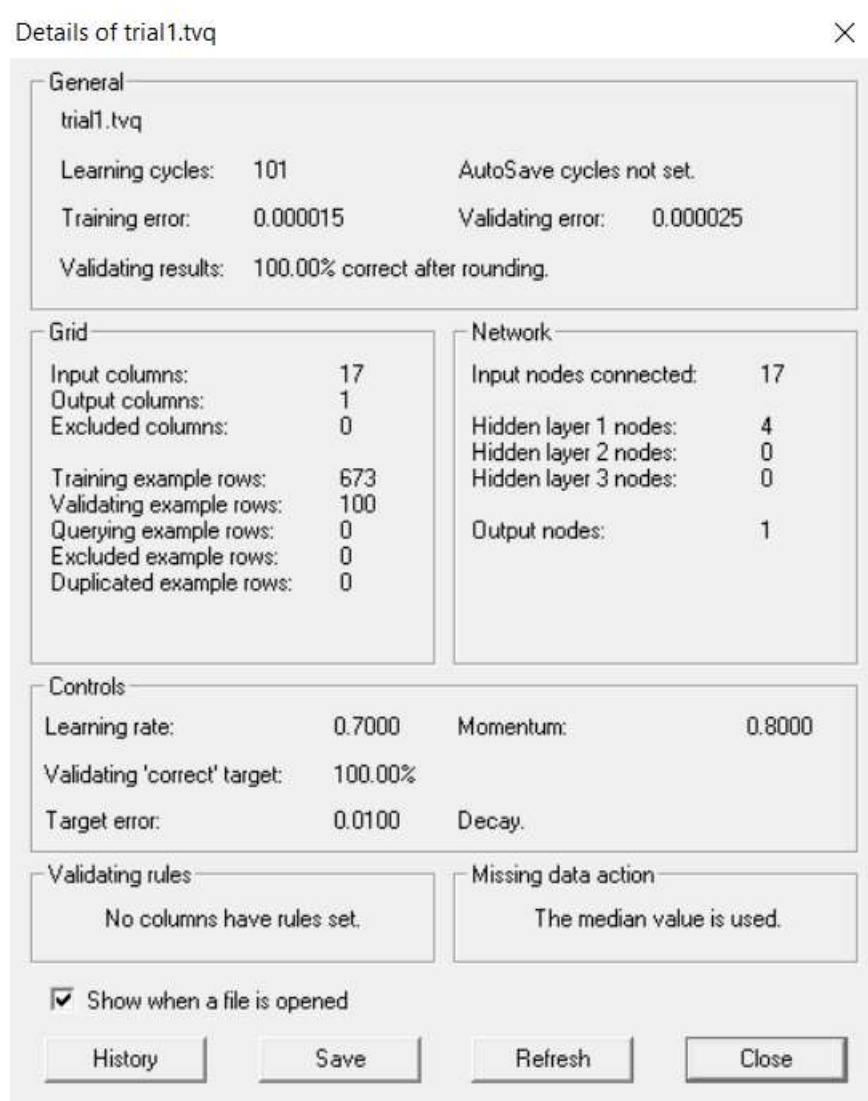 Details of trial1.tvq
General
trial1.tvq
Learning cycles: 101 AutoSave cycles not set.
Training error: 0.000015 Validating error: 0.000025
Validating results: 100.00% correct after rounding.
Grid
Input columns: 17
Output columns: 1
Excluded columns: 0
Training example rows: 673
Validating example rows: 100
Querying example rows: 0
Excluded example rows: 0
Duplicated example rows: 0
Network
Input nodes connected: 17
Hidden layer 1 nodes: 4
Hidden layer 2 nodes: 0
Hidden layer 3 nodes: 0
Output nodes: 1
Controls
Learning rate: 0.7000 Momentum: 0.8000
Validating 'correct' target: 100.00%
Target error: 0.0100 Decay.
Validating rules
No columns have rules set.
Missing data action
The median value is used.
Show when a file is opened
History Save Refresh Close